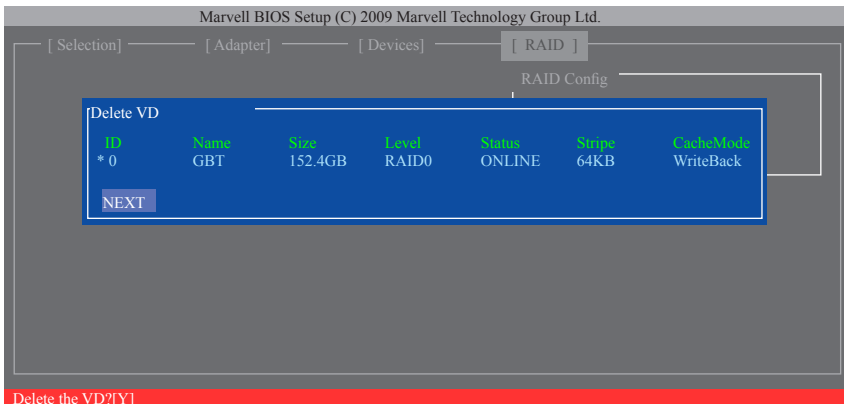 Marvell BIOS Setup (C) 2009 Marvell Technology Group Ltd.
[ Selection] [ Adapter] [ Devices] [ RAID ]
RAID Config
Delete VD
ID Name Size Level Status Stripe CacheMode
* 0 GBT 152.4GB RAID0 ONLINE 64KB WriteBack
NEXT
Delete the VD?[Y]